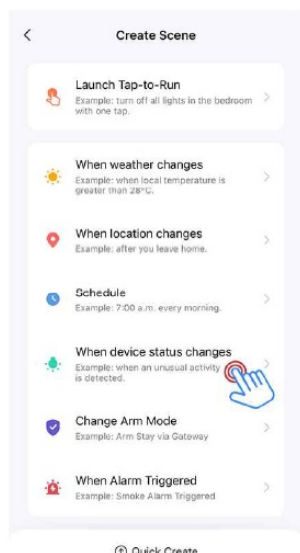 Create Scene
Launch Tap-to-Run
Example: turn off all lights in the bedroom
with one tap.
When weather changes
Example: when local temperature is
greater than 28°C.
When location changes
Example: after you leave home.
Schedule
Example: 7:00 a.m. every morning.
When device status changes
Example: when an unusual activity
is detected.
Change Arm Mode
Example: Arm Stay via Gateway
When Alarm Triggered
Example: Smoke Alarm Triggered
Quick Create